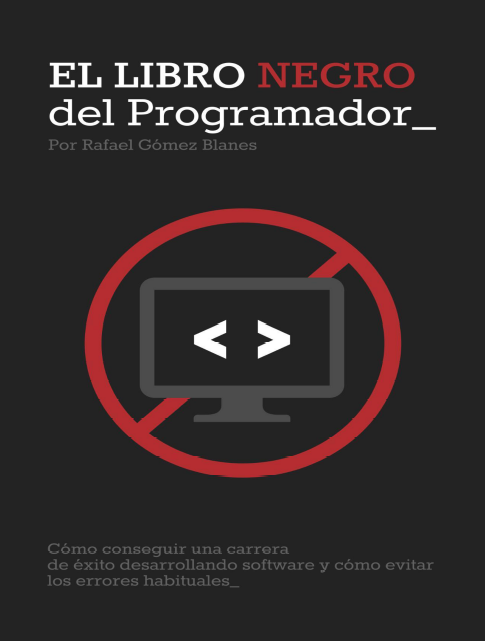 EL LIBRO NEGRO
del Programador_
Por Rafael Gómez Blanes
< >
Cómo conseguir una carrera
de éxito desarrollando software y cómo evitar
los errores habituales_